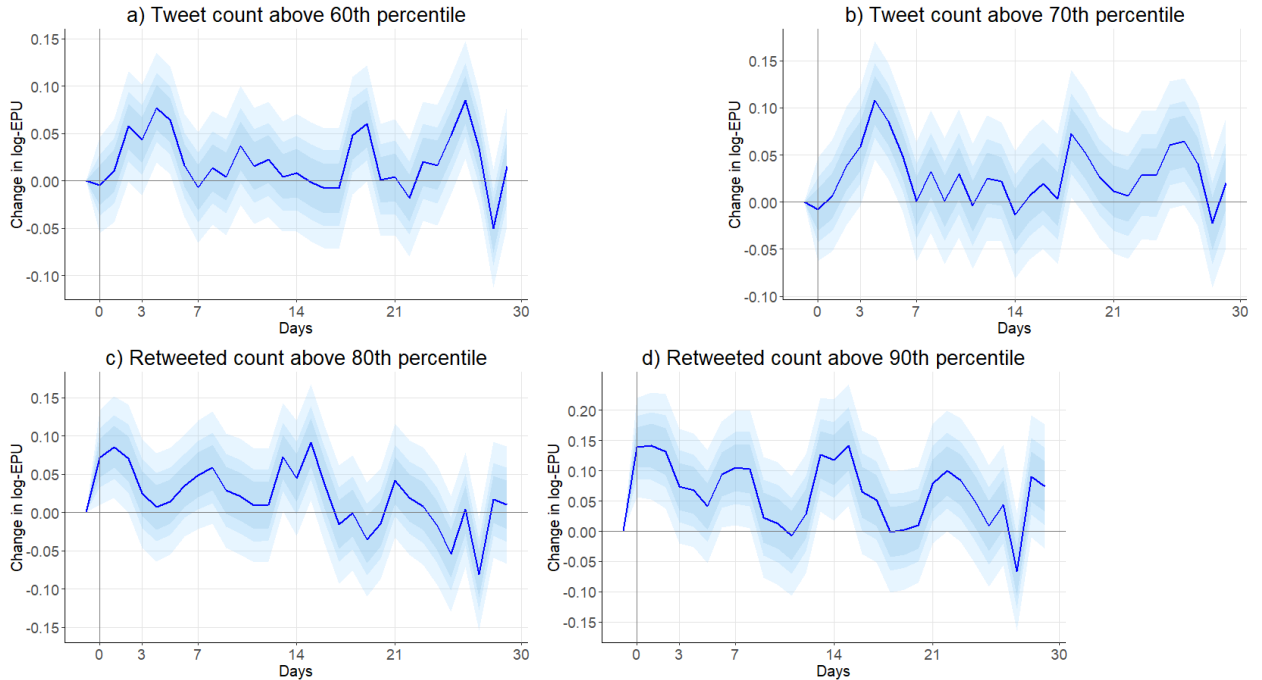 a) Tweet count above 60th percentile
Change in log-EPU
0.15
0.10
0.05
0.00
-0.05
-0.10
0 3 7 14 21 30
Days
b) Tweet count above 70th percentile
Change in log-EPU
0.15
0.10
0.05
0.00
-0.05
-0.10
0 3 7 14 21 30
Days
c) Retweeted count above 80th percentile
Change in log-EPU
0.15
0.10
0.05
0.00
-0.05
-0.10
-0.15
0 3 7 14 21 30
Days
d) Retweeted count above 90th percentile
Change in log-EPU
0.20
0.15
0.10
0.05
0.00
-0.05
-0.10
-0.15
0 3 7 14 21 30
Days